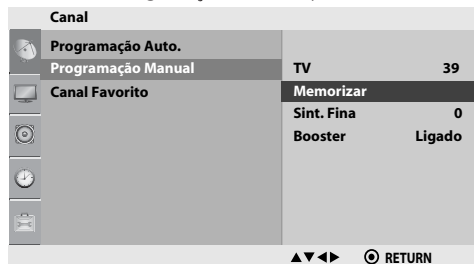 Canal
Programação Auto.
Programação Manual
Canal Favorito
TV 39
Memorizar
Sint. Fina 0
Booster Ligado
▲▼◀▶ RETURN